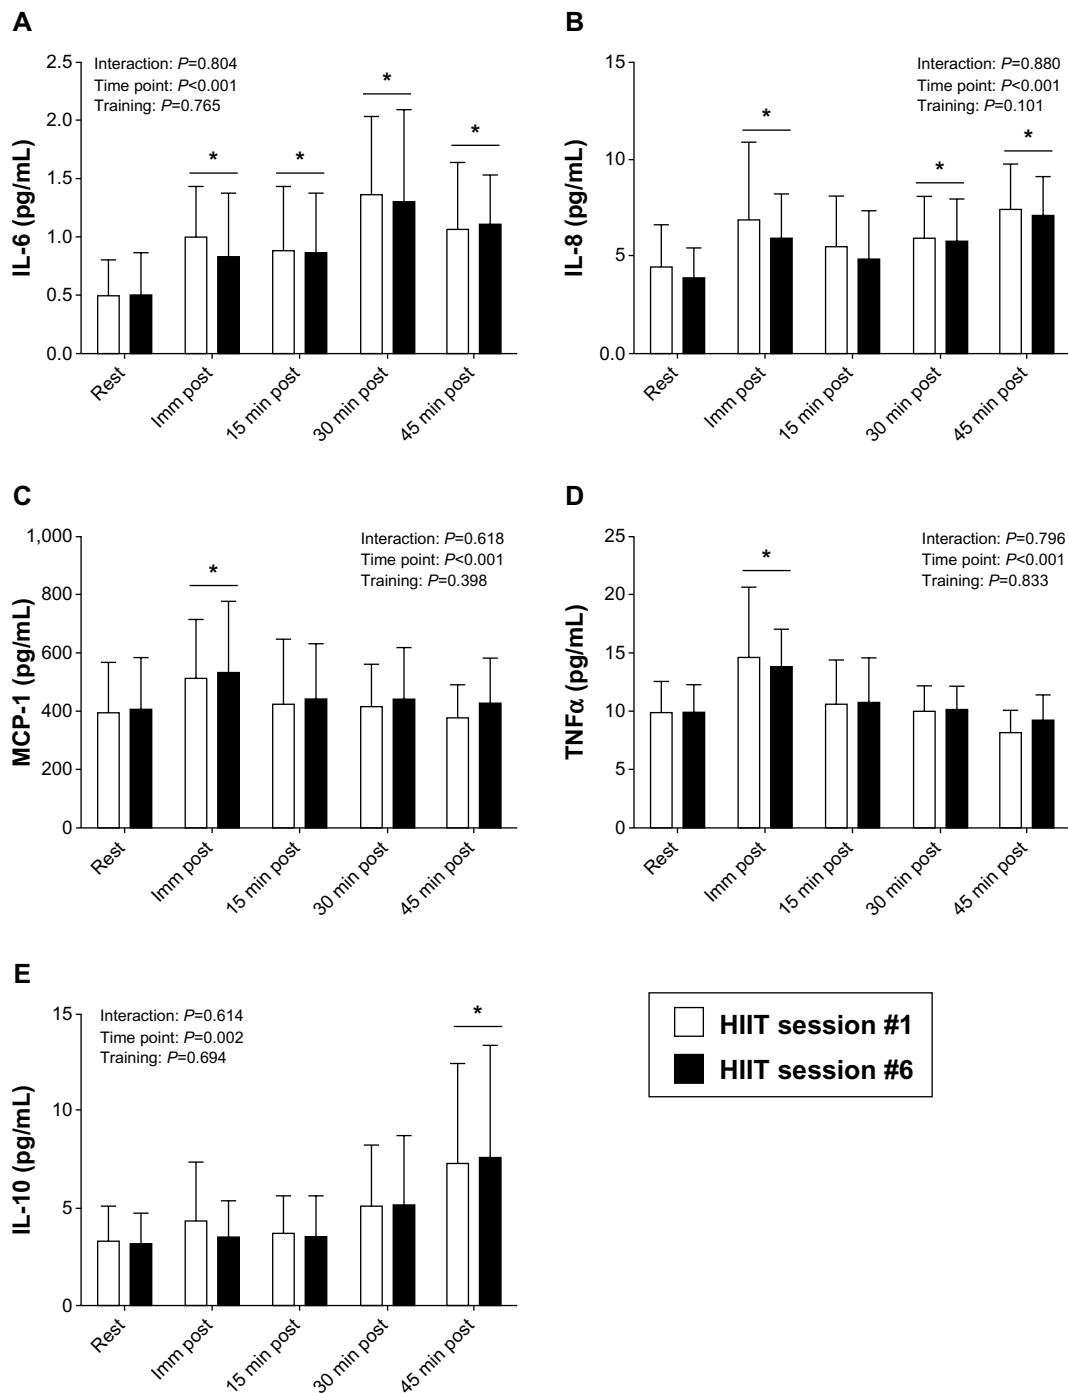 A
Interaction: P=0.804
Time point: P<0.001
Training: P=0.765
IL-6 (pg/mL)
2.5
2.0
1.5
1.0
0.5
0.0
*
*
*
*
Rest
Imm post
15 min post
30 min post
45 min post
B
Interaction: P=0.880
Time point: P<0.001
Training: P=0.101
IL-8 (pg/mL)
15
10
5
0.0
*
*
*
Rest
Imm post
15 min post
30 min post
45 min post
C
Interaction: P=0.618
Time point: P<0.001
Training: P=0.398
MCP-1 (pg/mL)
1,000
800
600
400
200
0
*
Rest
Imm post
15 min post
30 min post
45 min post
D
Interaction: P=0.796
Time point: P<0.001
Training: P=0.833
TNFα (pg/mL)
25
20
15
10
5
0
*
Rest
Imm post
15 min post
30 min post
45 min post
E
Interaction: P=0.614
Time point: P=0.002
Training: P=0.694
IL-10 (pg/mL)
15
10
5
0
*
Rest
Imm post
15 min post
30 min post
45 min post
HIIT session #1
HIIT session #6